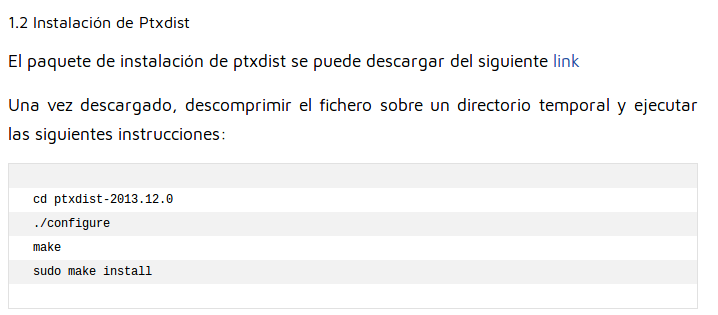 1.2 Instalación de Ptxdist
El paquete de instalación de ptxdist se puede descargar del siguiente link
Una vez descargado, descomprimir el fichero sobre un directorio temporal y ejecutar
las siguientes instrucciones:
cd ptxdist-2013.12.0
./configure
make
sudo make install